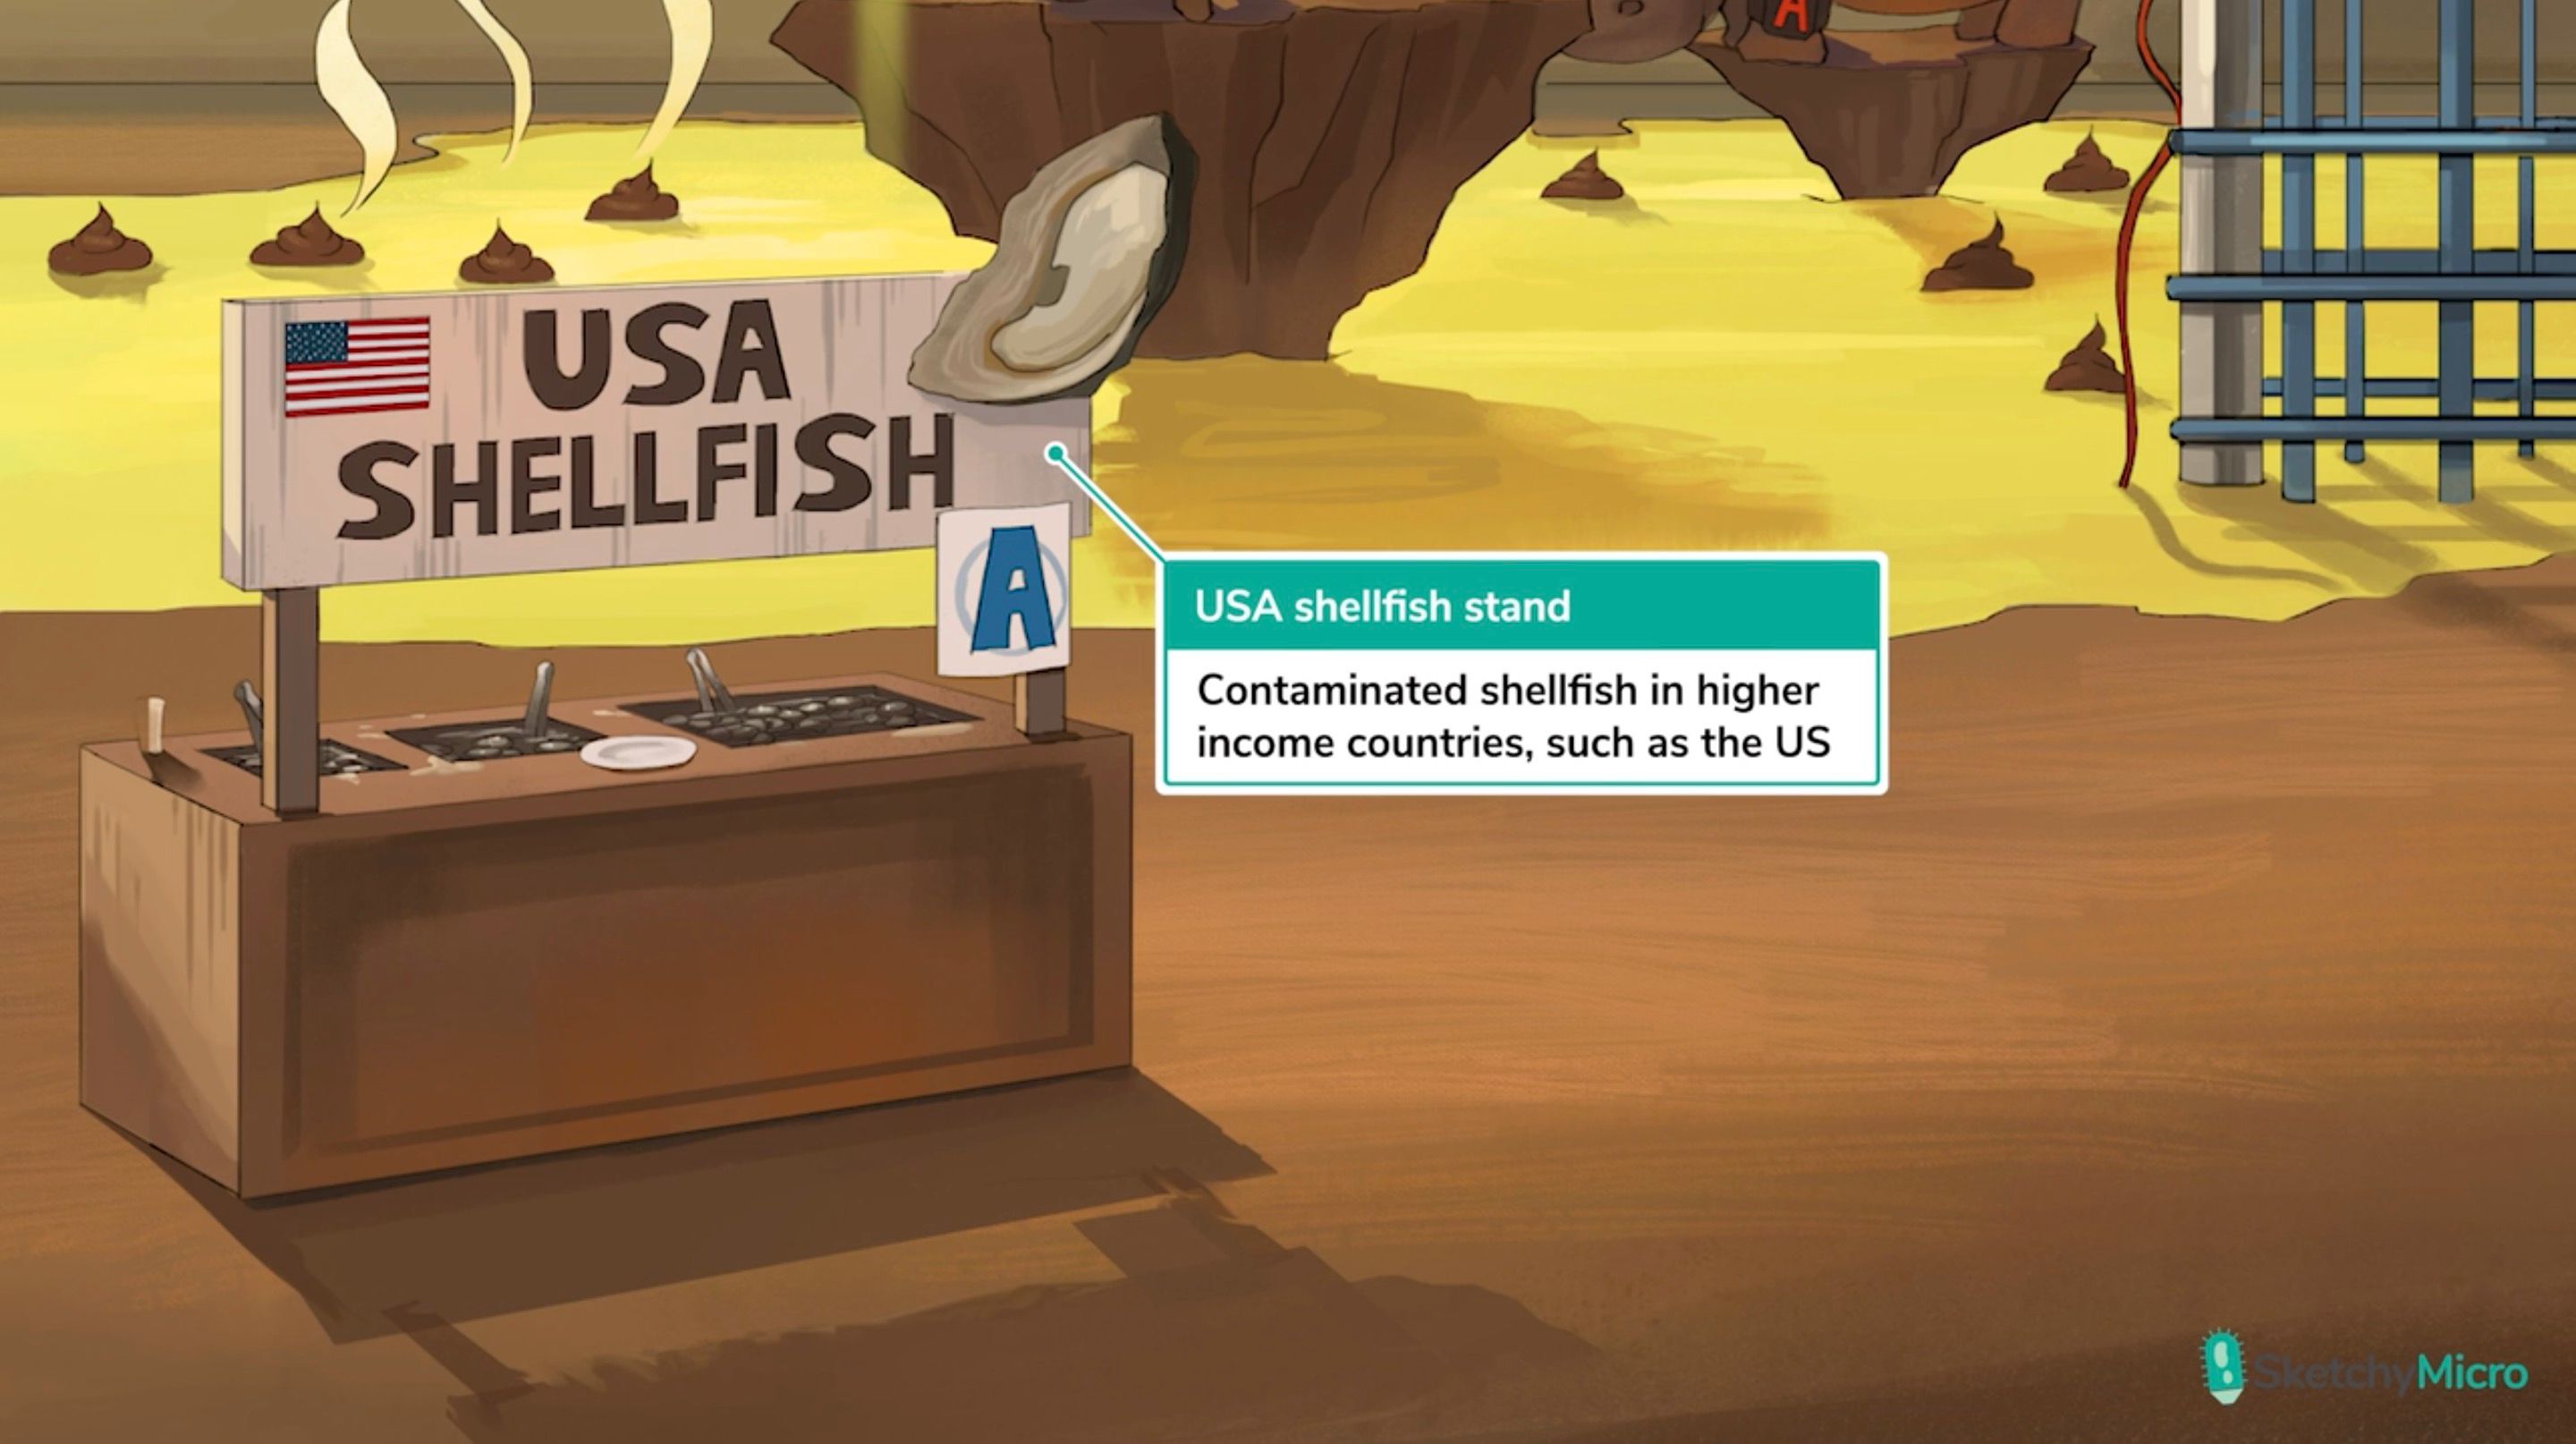 A
USA
SHELLFISH
A
USA shellfish stand
Contaminated shellfish in higher
income countries, such as the US
SketchyMicro